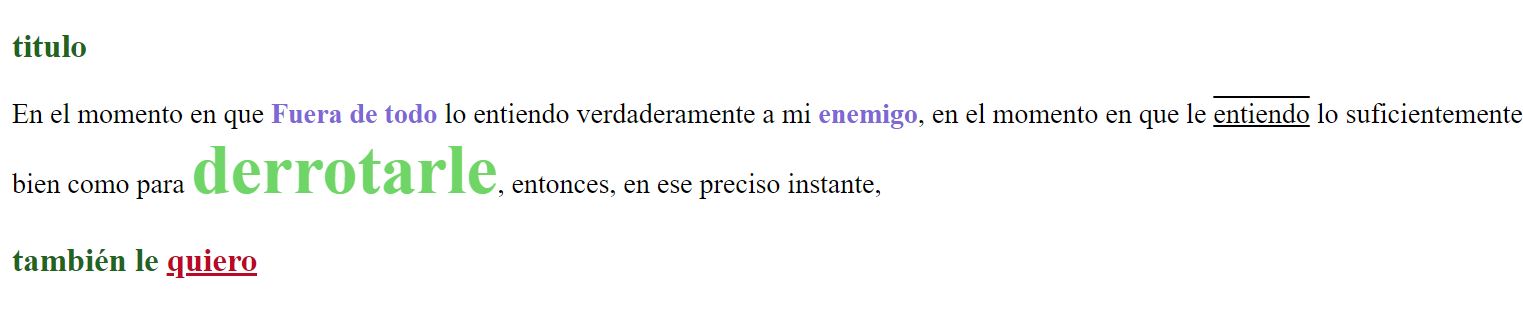 titulo
En el momento en que Fuera de todo lo entiendo verdaderamente a mi enemigo, en el momento en que le entiendo lo suficientemente
bien como para derrotarle, entonces, en ese preciso instante,
también le quiero